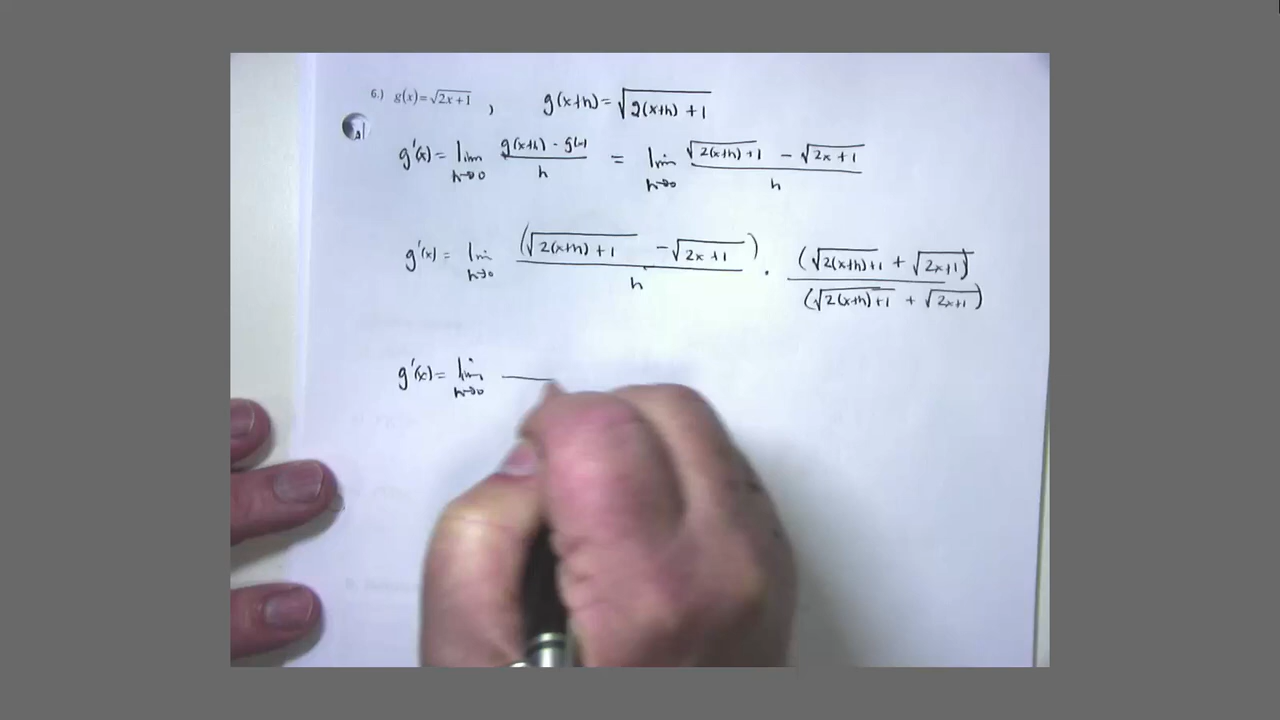 6.) g(x)=√2x+1 , g(x+h)= √2(x+h) +1
g'(x) = lim h→0 g(x+h) - g(x) / h = lim h→0 √2(x+h)+1 - √2x+1 / h
g'(x) = lim h→0 (√2(x+h)+1 - √2x+1) / h · (√2(x+h)+1 + √2x+1) / (√2(x+h)+1 + √2x+1)
g'(x) = lim h→0